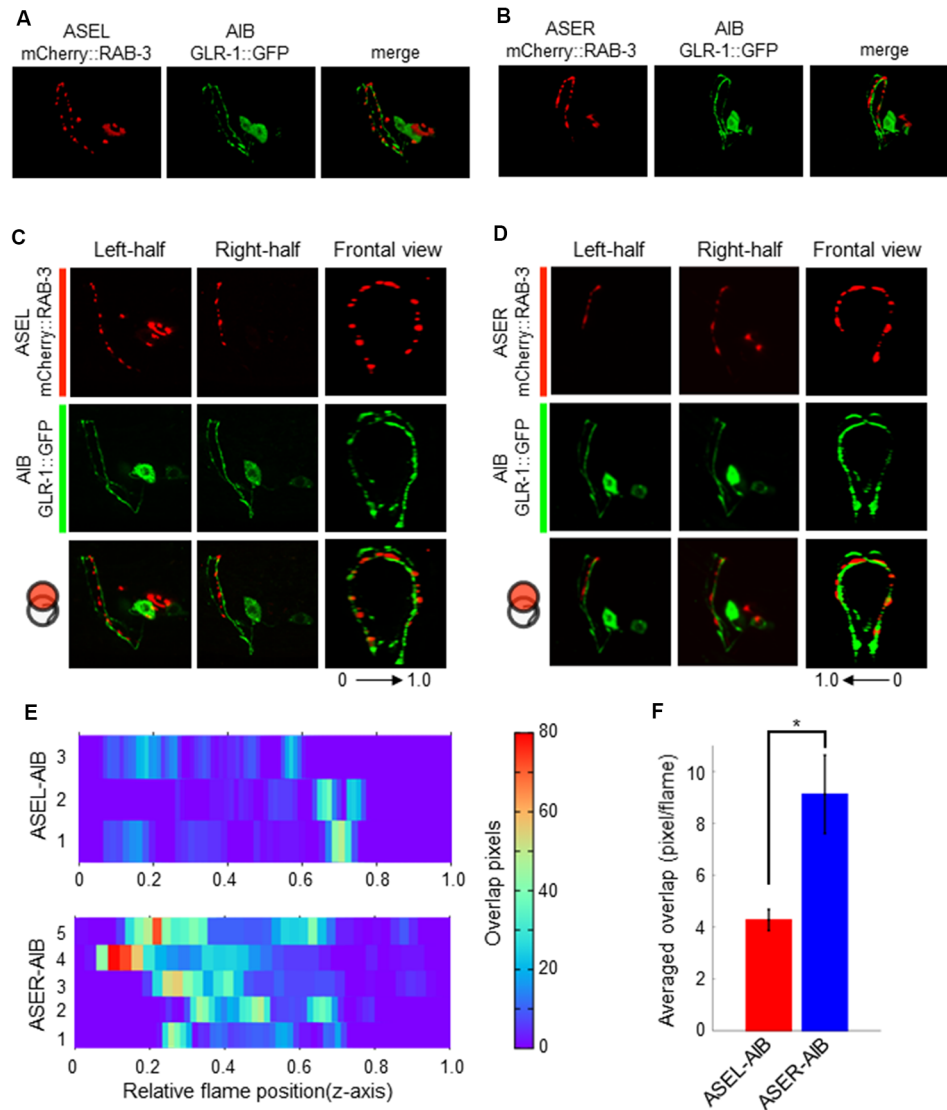 A
ASEL
mCherry::RAB-3
AIB
GLR-1::GFP
merge
B
ASER
mCherry::RAB-3
AIB
GLR-1::GFP
merge
C
Left-half
Right-half
Frontal view
ASEL
mCherry::RAB-3
AIB
GLR-1::GFP
0
1.0
D
Left-half
Right-half
Frontal view
ASER
mCherry::RAB-3
AIB
GLR-1::GFP
1.0
0
E
ASEL-AIB
3
2
1
0
0.2
0.4
0.6
0.8
1.0
ASER-AIB
5
4
3
2
1
0
0.2
0.4
0.6
0.8
1.0
Relative flame position(z-axis)
Overlap pixels
80
60
40
20
0
F
*
Averaged overlap (pixel/flame)
10
8
6
4
2
0
ASEL-AIB
ASER-AIB